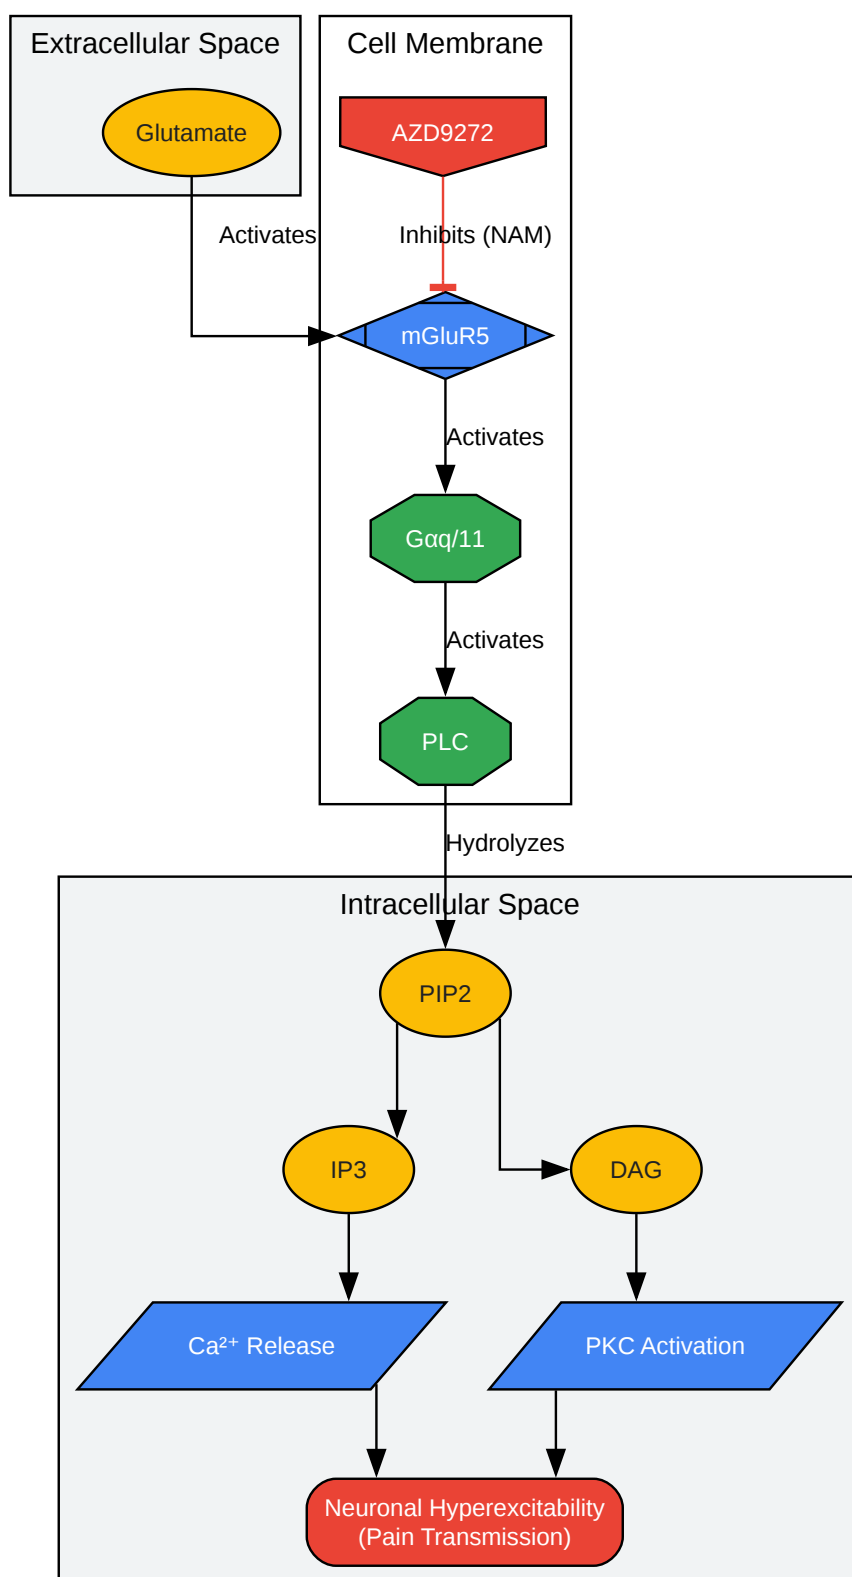 Extracellular Space
Cell Membrane
Glutamate
AZD9272
Activates
Inhibits (NAM)
mGluR5
Activates
Gαq/11
Activates
PLC
Hydrolyzes
Intracellular Space
PIP2
IP3
DAG
Ca²⁺ Release
PKC Activation
Neuronal Hyperexcitability
(Pain Transmission)